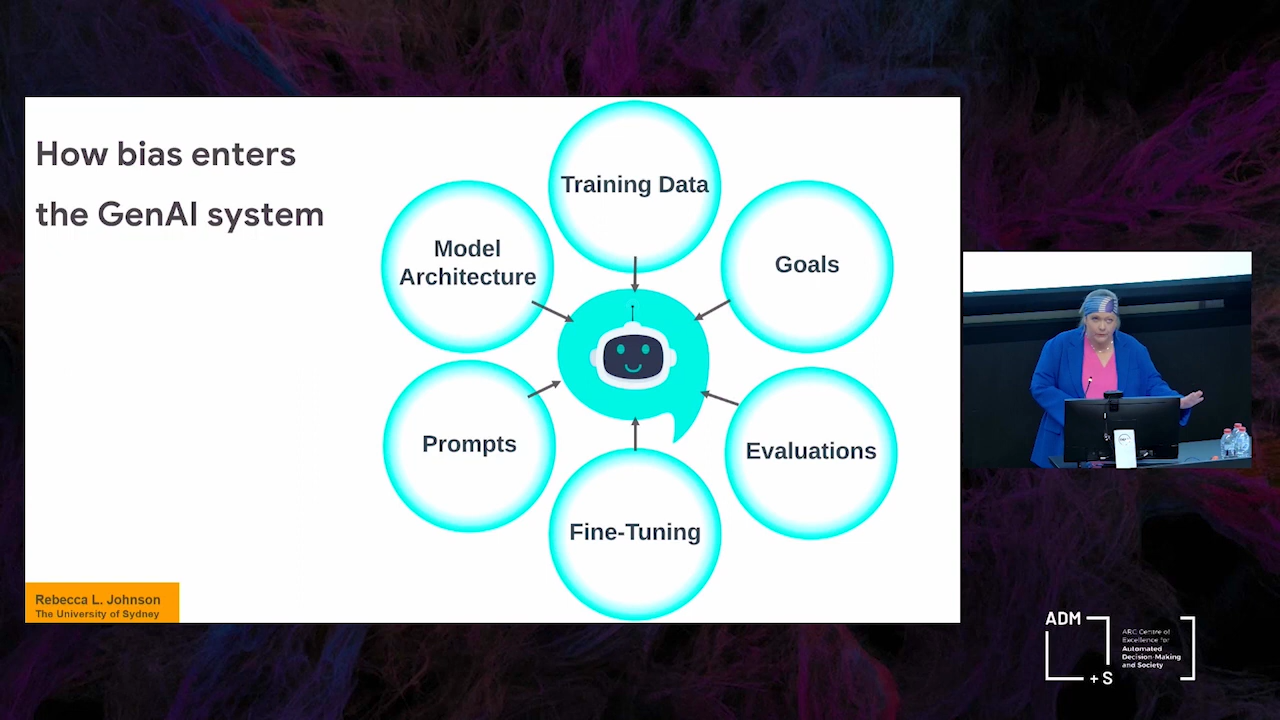 How bias enters
the GenAI system
Training Data
Model
Architecture
Goals
Prompts
Evaluations
Fine-Tuning
Rebecca L. Johnson
The University of Sydney
ADM
+ S
ARC Centre of
Excellence for
Automated
Decision-Making
and Society